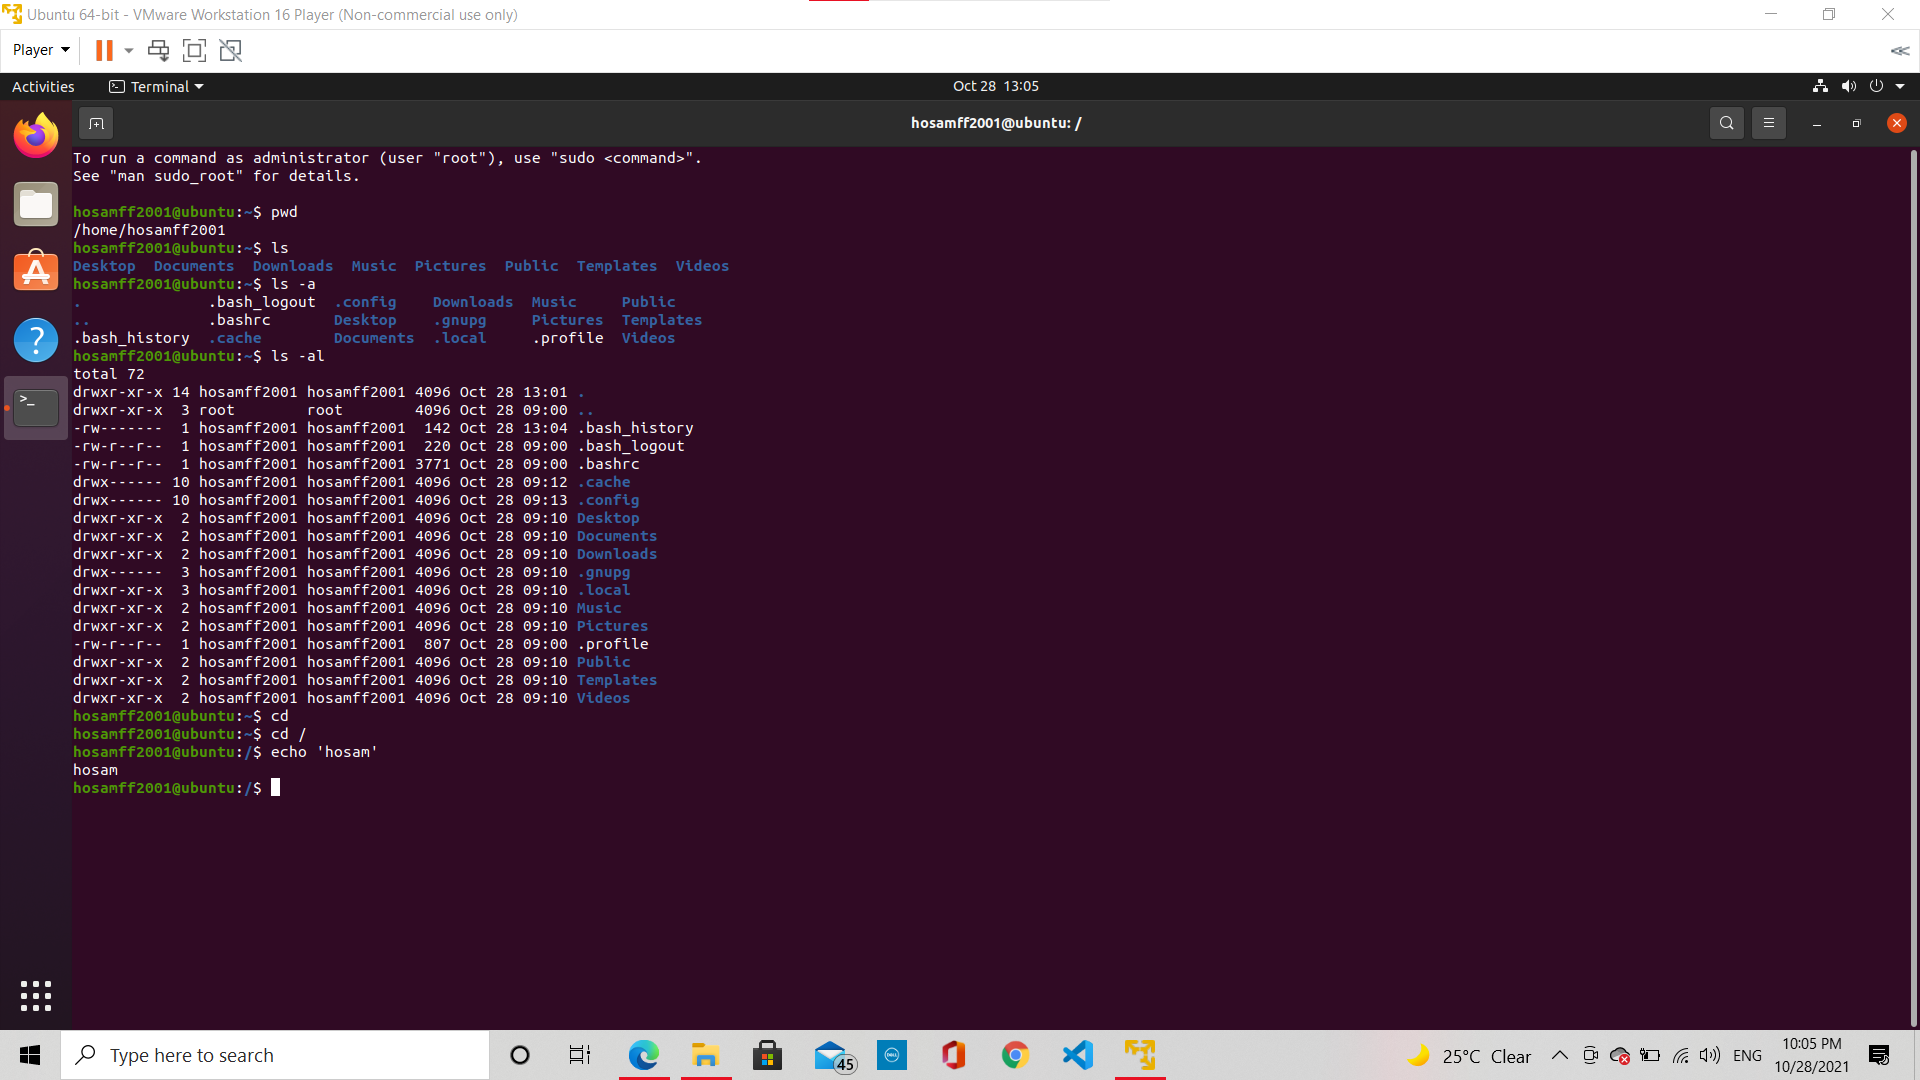 Ubuntu 64-bit - VMware Workstation 16 Player (Non-commercial use only)
Player
Activities
Terminal
Oct 28 13:05
hosamff2001@ubuntu: /
To run a command as administrator (user "root"), use "sudo <command>".
See "man sudo_root" for details.
hosamff2001@ubuntu:~$ pwd
/home/hosamff2001
hosamff2001@ubuntu:~$ ls
Desktop  Documents  Downloads  Music  Pictures  Public  Templates  Videos
hosamff2001@ubuntu:~$ ls -a
.              .bash_logout  .config    Downloads  Music     Public
..             .bashrc       Desktop    .gnupg     Pictures  Templates
.bash_history  .cache        Documents  .local     .profile  Videos
hosamff2001@ubuntu:~$ ls -al
total 72
drwxr-xr-x 14 hosamff2001 hosamff2001 4096 Oct 28 13:01 .
drwxr-xr-x  3 root        root        4096 Oct 28 09:00 ..
-rw-------  1 hosamff2001 hosamff2001  142 Oct 28 13:04 .bash_history
-rw-r--r--  1 hosamff2001 hosamff2001  220 Oct 28 09:00 .bash_logout
-rw-r--r--  1 hosamff2001 hosamff2001 3771 Oct 28 09:00 .bashrc
drwx------ 10 hosamff2001 hosamff2001 4096 Oct 28 09:12 .cache
drwx------ 10 hosamff2001 hosamff2001 4096 Oct 28 09:13 .config
drwxr-xr-x  2 hosamff2001 hosamff2001 4096 Oct 28 09:10 Desktop
drwxr-xr-x  2 hosamff2001 hosamff2001 4096 Oct 28 09:10 Documents
drwxr-xr-x  2 hosamff2001 hosamff2001 4096 Oct 28 09:10 Downloads
drwx------  3 hosamff2001 hosamff2001 4096 Oct 28 09:10 .gnupg
drwxr-xr-x  3 hosamff2001 hosamff2001 4096 Oct 28 09:10 .local
drwxr-xr-x  2 hosamff2001 hosamff2001 4096 Oct 28 09:10 Music
drwxr-xr-x  2 hosamff2001 hosamff2001 4096 Oct 28 09:10 Pictures
-rw-r--r--  1 hosamff2001 hosamff2001  807 Oct 28 09:00 .profile
drwxr-xr-x  2 hosamff2001 hosamff2001 4096 Oct 28 09:10 Public
drwxr-xr-x  2 hosamff2001 hosamff2001 4096 Oct 28 09:10 Templates
drwxr-xr-x  2 hosamff2001 hosamff2001 4096 Oct 28 09:10 Videos
hosamff2001@ubuntu:~$ cd
hosamff2001@ubuntu:~$ cd /
hosamff2001@ubuntu:/$ echo 'hosam'
hosam
hosamff2001@ubuntu:/$
Type here to search
45
DELL
25°C Clear
ENG
10:05 PM
10/28/2021